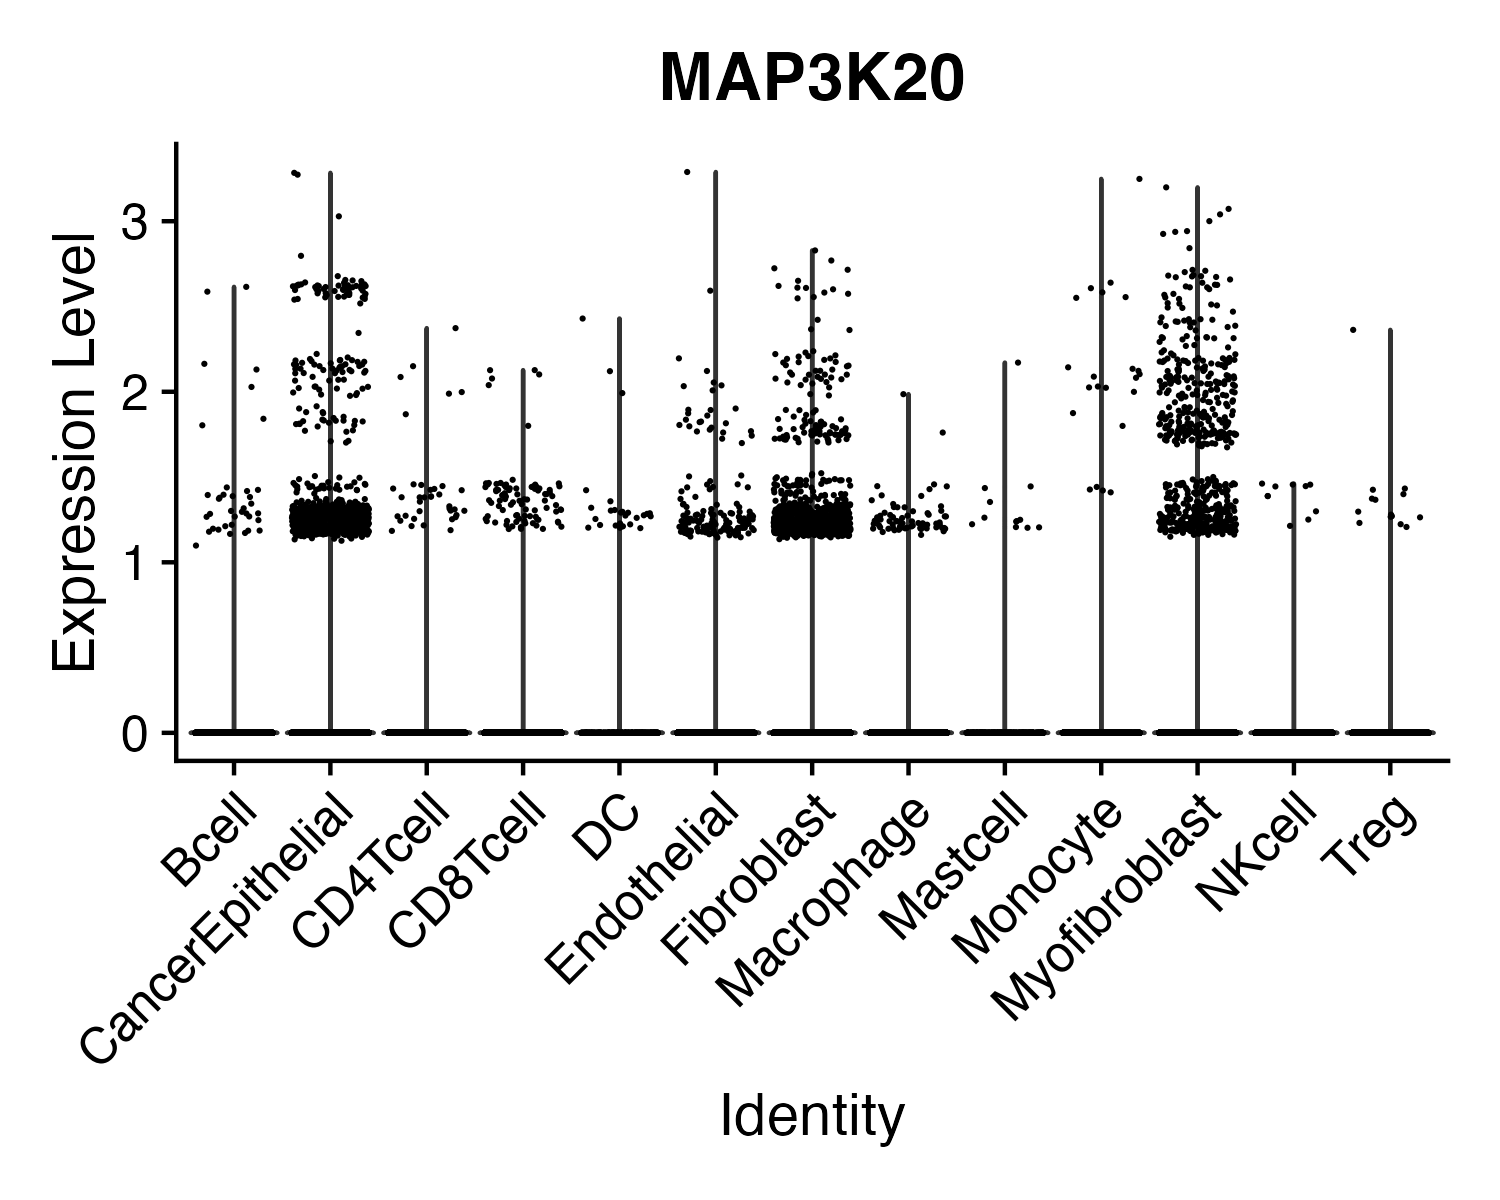 MAP3K20
Expression Level
3
2
1
0
Bcell
CancerEpithelial
CD4Tcell
CD8Tcell
DC
Endothelial
Fibroblast
Macrophage
Mastcell
Monocyte
Myofibroblast
NKcell
Treg
Identity